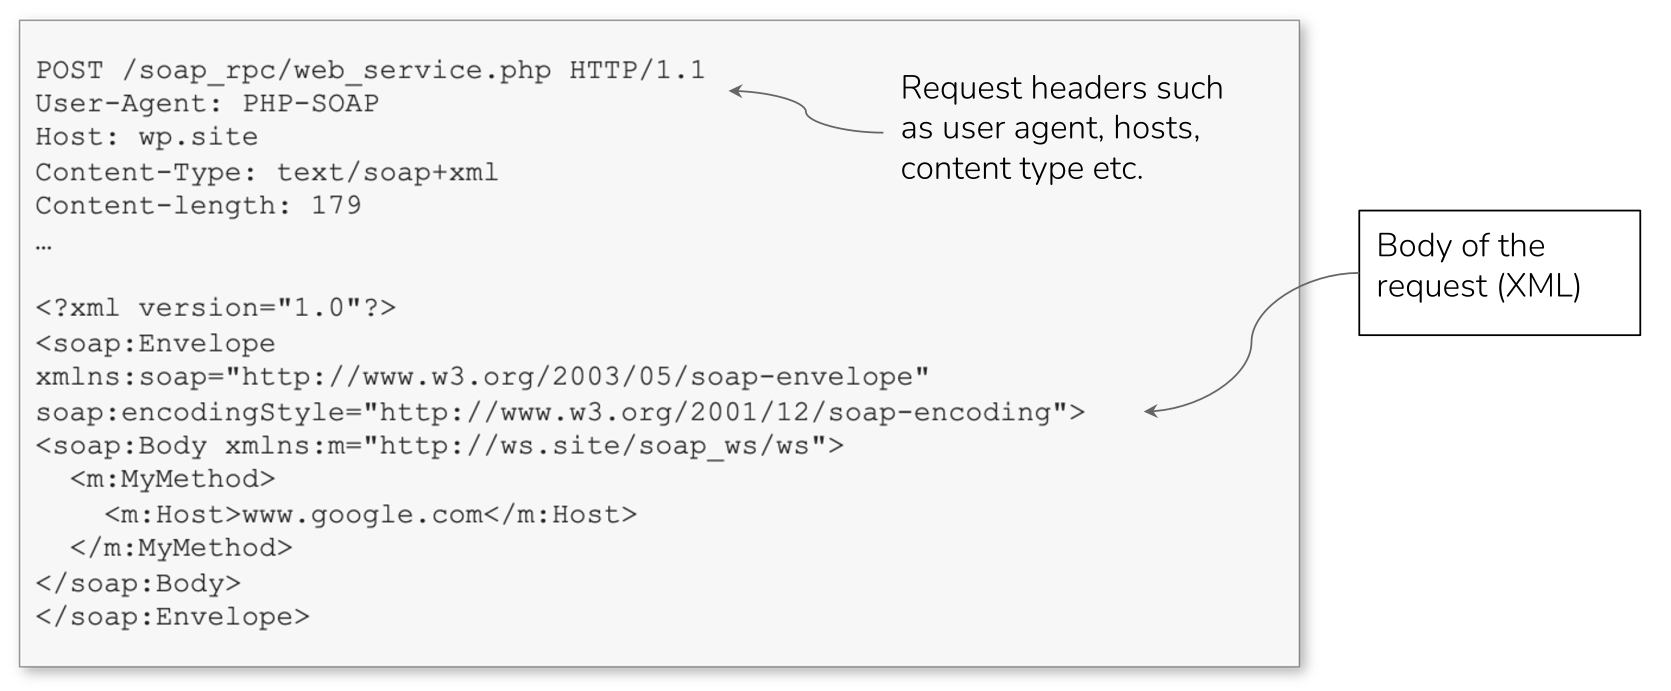 POST /soap_rpc/web_service.php HTTP/1.1
User-Agent: PHP-SOAP
Host: wp.site
Content-Type: text/soap+xml
Content-length: 179
…
Request headers such
as user agent, hosts,
content type etc.
Body of the
request (XML)
<?xml version="1.0"?>
<soap:Envelope
xmlns:soap="http://www.w3.org/2003/05/soap-envelope"
soap:encodingStyle="http://www.w3.org/2001/12/soap-encoding">
<soap:Body xmlns:m="http://ws.site/soap_ws/ws">
  <m:MyMethod>
    <m:Host>www.google.com</m:Host>
  </m:MyMethod>
</soap:Body>
</soap:Envelope>